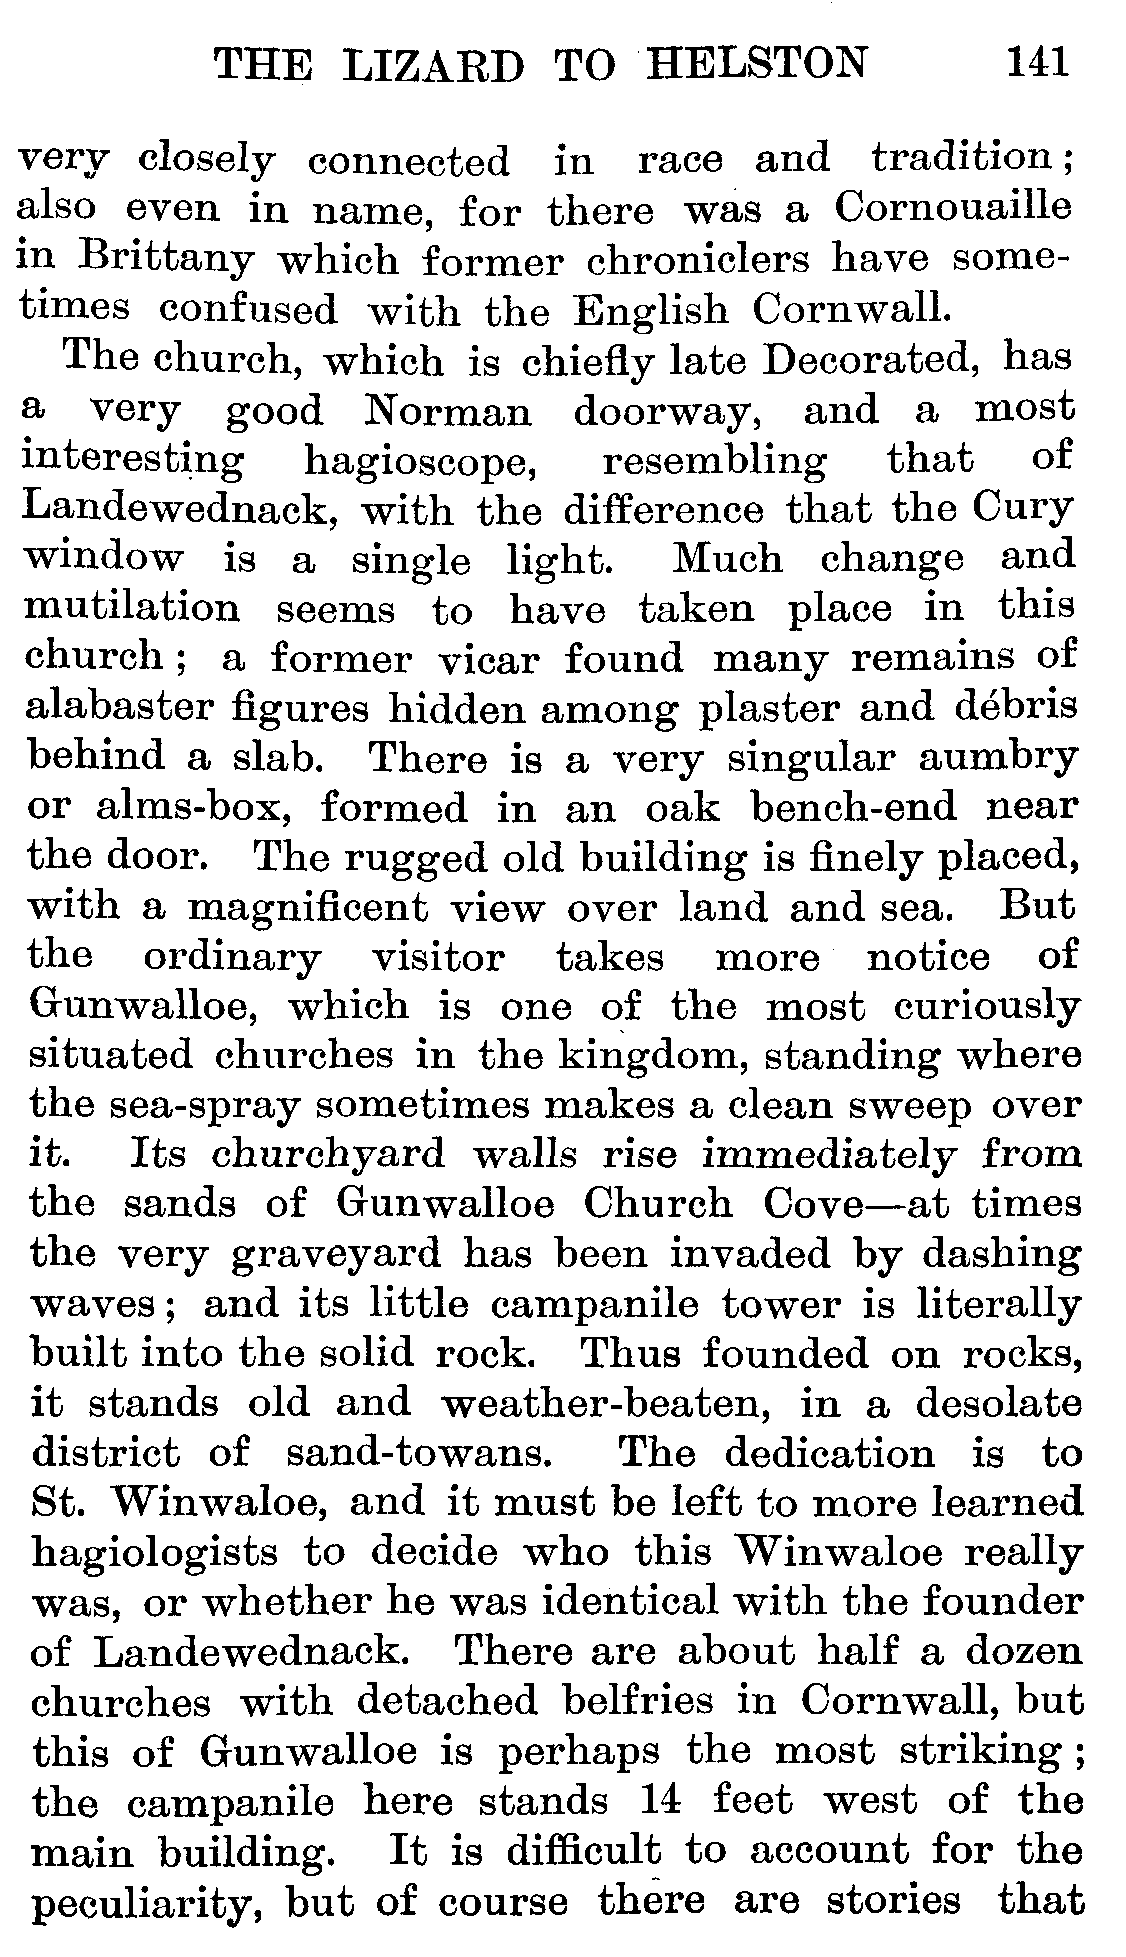 THE LIZARD TO HELSTON 141
very closely connected in race and tradition;
also even in name, for there was a Cornouaille
in Brittany which former chroniclers have some-
times confused with the English Cornwall.
The church, which is chiefly late Decorated, has
a very good Norman doorway, and a most
interesting hagioscope, resembling that of
Landewednack, with the difference that the Cury
window is a single light. Much change and
mutilation seems to have taken place in this
church; a former vicar found many remains of
alabaster figures hidden among plaster and débris
behind a slab. There is a very singular aumbry
or alms-box, formed in an oak bench-end near
the door. The rugged old building is finely placed,
with a magnificent view over land and sea. But
the ordinary visitor takes more notice of
Gunwalloe, which is one of the most curiously
situated churches in the kingdom, standing where
the sea-spray sometimes makes a clean sweep over
it. Its churchyard walls rise immediately from
the sands of Gunwalloe Church Cove—at times
the very graveyard has been invaded by dashing
waves; and its little campanile tower is literally
built into the solid rock. Thus founded on rocks,
it stands old and weather-beaten, in a desolate
district of sand-towans. The dedication is to
St. Winwaloe, and it must be left to more learned
hagiologists to decide who this Winwaloe really
was, or whether he was identical with the founder
of Landewednack. There are about half a dozen
churches with detached belfries in Cornwall, but
this of Gunwalloe is perhaps the most striking;
the campanile here stands 14 feet west of the
main building. It is difficult to account for the
peculiarity, but of course there are stories that